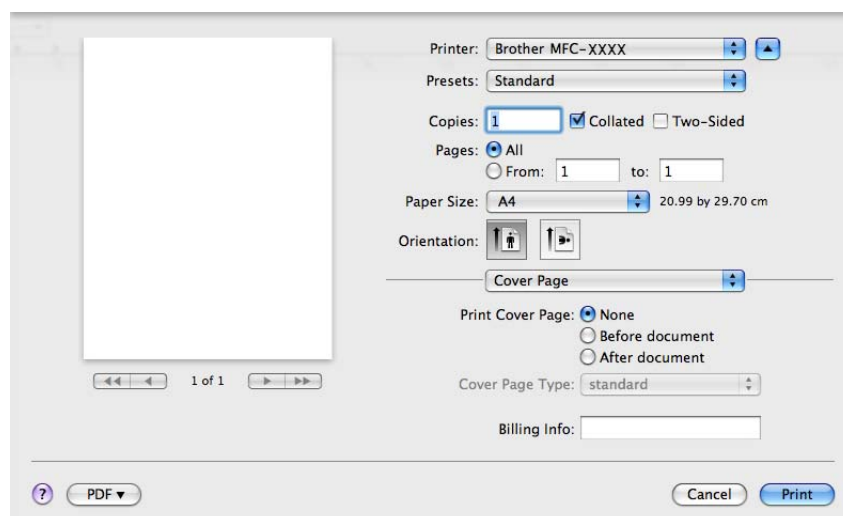 Printer: Brother MFC-XXXX
Presets: Standard
Copies: 1 Collated Two-Sided
Pages: All
From: 1 to: 1
Paper Size: A4 20.99 by 29.70 cm
Orientation:
Cover Page
Print Cover Page: None
Before document
After document
1 of 1
Cover Page Type: standard
Billing Info:
? PDF Cancel Print